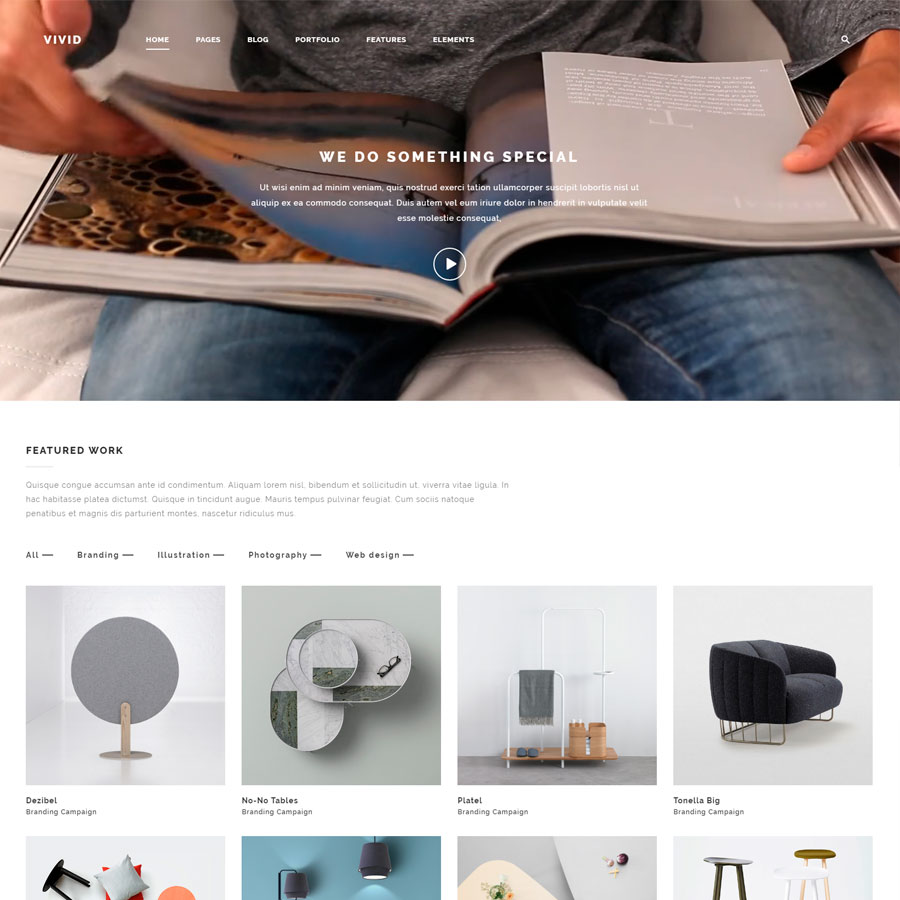 VIVID
HOME PAGES BLOG PORTFOLIO FEATURES ELEMENTS
WE DO SOMETHING SPECIAL
Ut wisi enim ad minim veniam, quis nostrud exerci tation ullamcorper suscipit lobortis nisl ut
aliquip ex ea commodo consequat. Duis autem vel eum iriure dolor in hendrerit in vulputate velit
esse molestie consequat,
FEATURED WORK
Quisque congue accumsan ante id condimentum. Aliquam lorem nisl, bibendum et sollicitudin ut, viverra vitae ligula. In
hac habitasse platea dictumst. Quisque in tincidunt augue. Mauris tempus pulvinar feugiat. Cum sociis natoque
penatibus et magnis dis parturient montes, nascetur ridiculus mus.
All — Branding — Illustration — Photography — Web design —
Dezibel
Branding Campaign
No-No Tables
Branding Campaign
Platel
Branding Campaign
Tonella Big
Branding Campaign